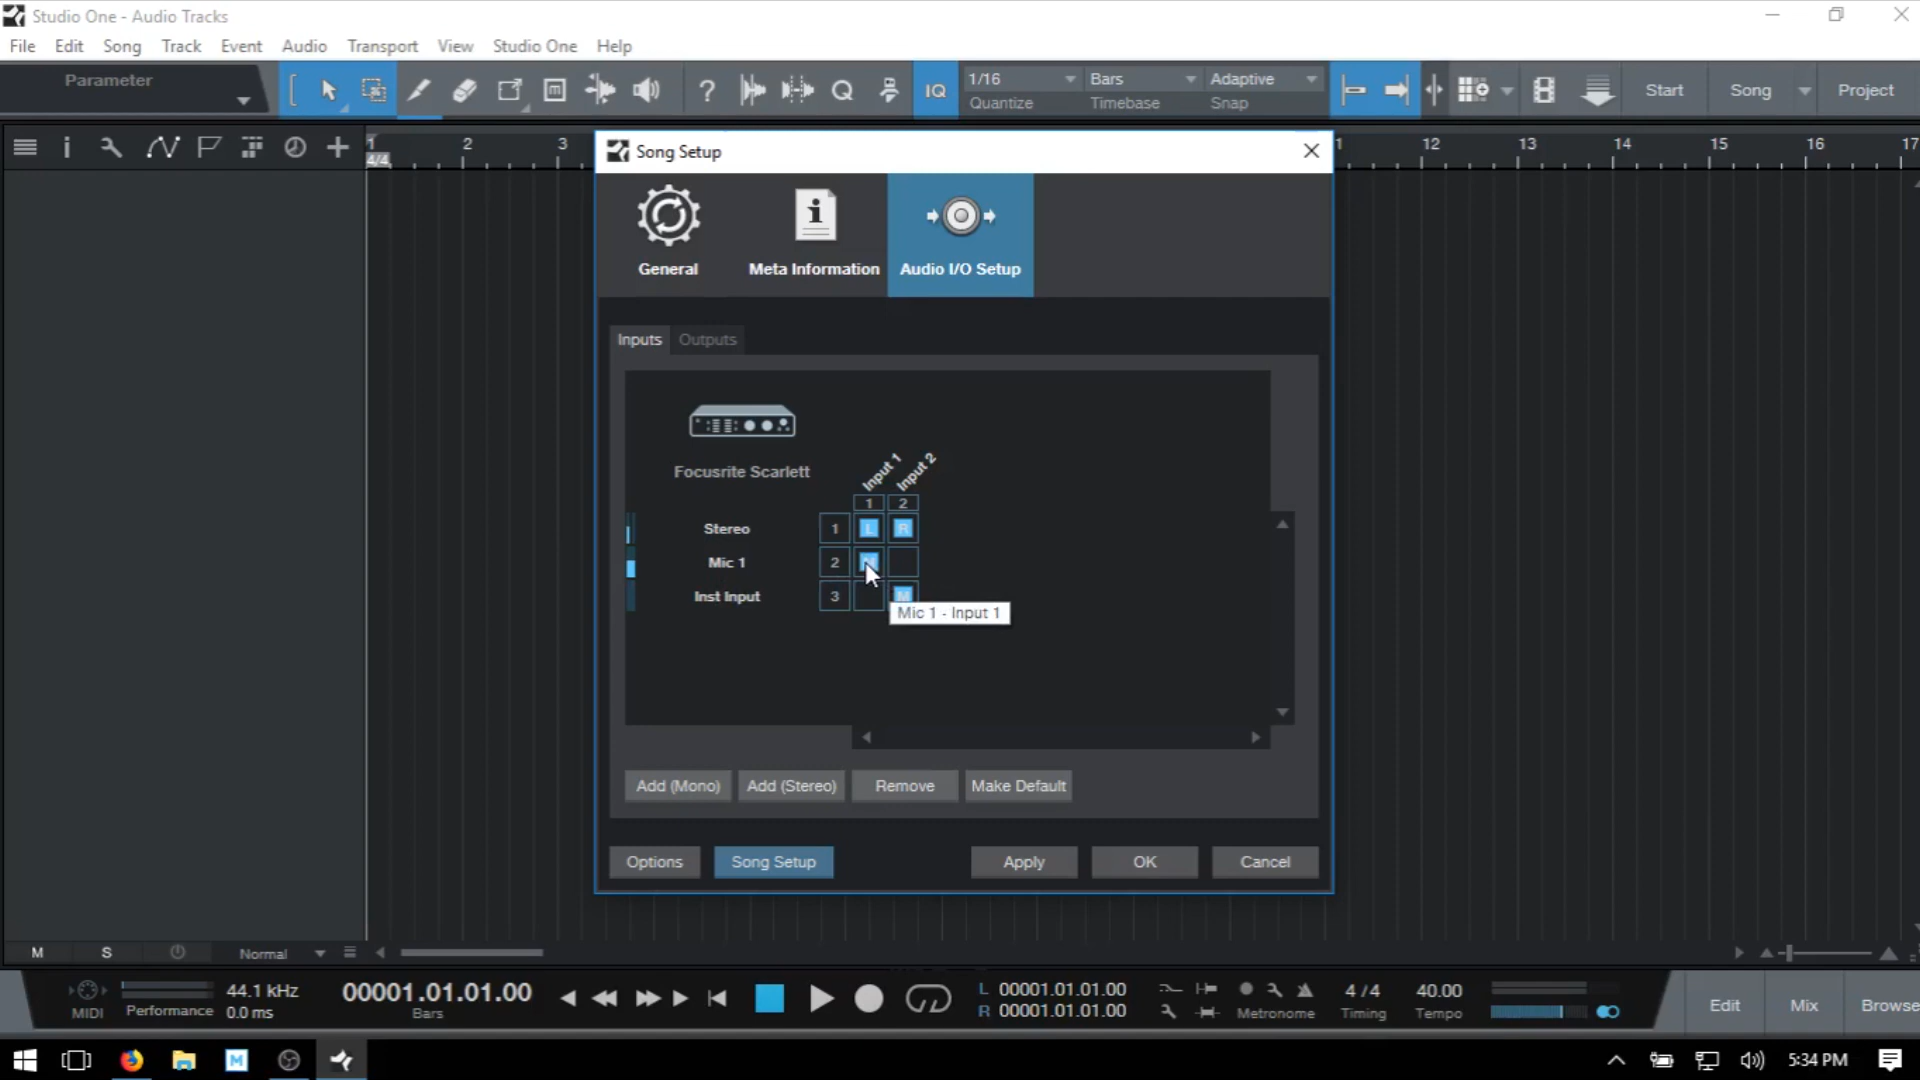 Studio One - Audio Tracks
File Edit Song Track Event Audio Transport View Studio One Help
Parameter
IQ
1/16 Bars Adaptive
Quantize Timebase Snap
Start Song Project
1 2 3 12 13 14 15 16 17
4/4
Song Setup
General Meta Information Audio I/O Setup
Inputs Outputs
Focusrite Scarlett
Input 1 Input 2
1 2
Stereo 1 L R
Mic 1 2
Inst Input 3 M
Mic 1 - Input 1
Add (Mono) Add (Stereo) Remove Make Default
Options Song Setup Apply OK Cancel
M S Normal
MIDI Performance 44.1 kHz 0.0 ms
00001.01.01.00
Bars
L 00001.01.01.00
R 00001.01.01.00
Metronome
4 / 4
Timing
40.00
Tempo
Edit Mix Browse
5:34 PM